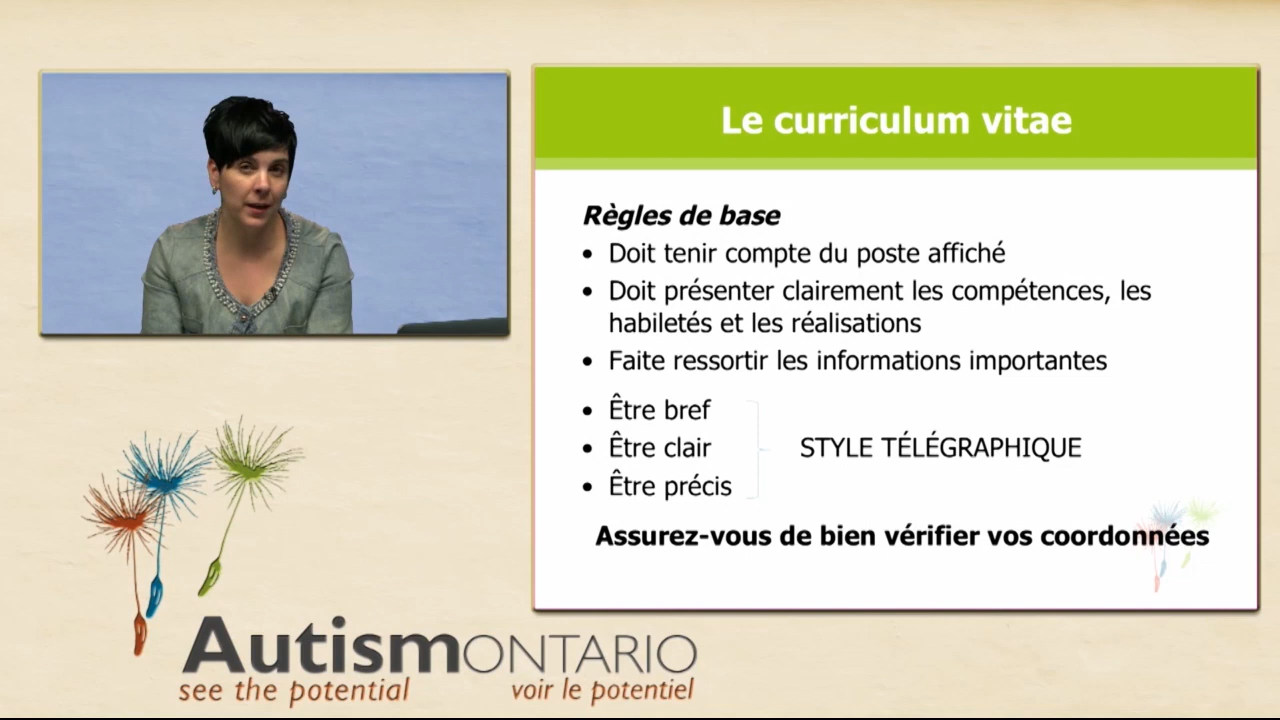 Le curriculum vitae
Règles de base
• Doit tenir compte du poste affiché
• Doit présenter clairement les compétences, les
habiletés et les réalisations
• Faite ressortir les informations importantes
• Être bref
• Être clair
STYLE TÉLÉGRAPHIQUE
• Être précis
Assurez-vous de bien vérifier vos coordonnées
AutismONTARIO
see the potential
voir le potentiel